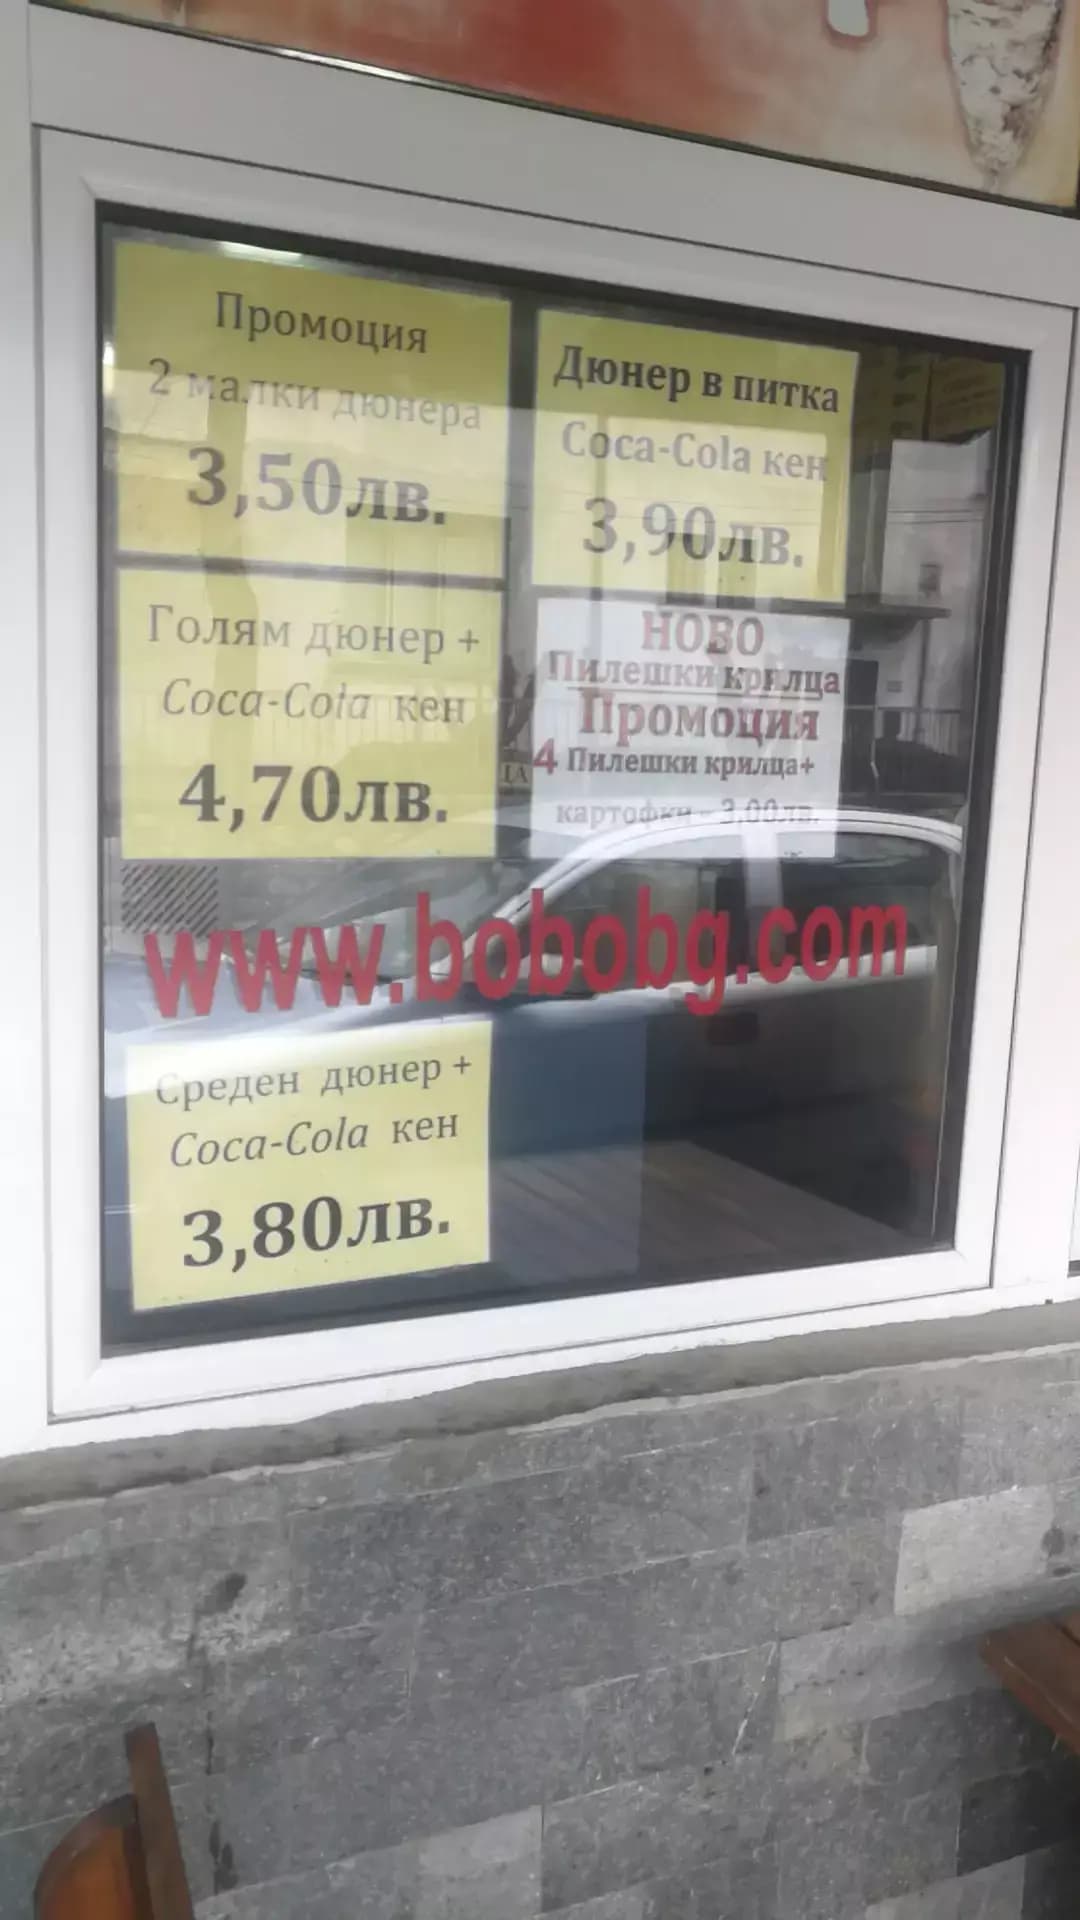 Промоция
2 малки дюнера
3,50лв.
Дюнер в питка
Coca-Cola кен
3,90лв.
Голям дюнер +
Coca-Cola кен
4,70лв.
НОВО
Пилешки крилца
Промоция
4 Пилешки крилца+
картофки - 3,00лв.
www.bobobg.com
Среден дюнер +
Coca-Cola кен
3,80лв.